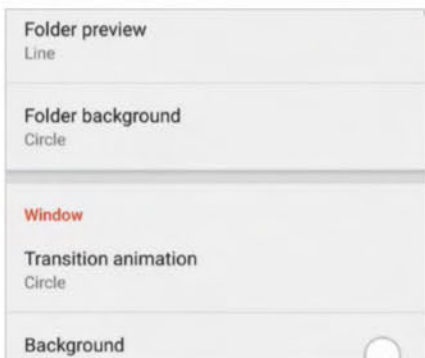 Folder preview
Line
Folder background
Circle
Window
Transition animation
Circle
Background